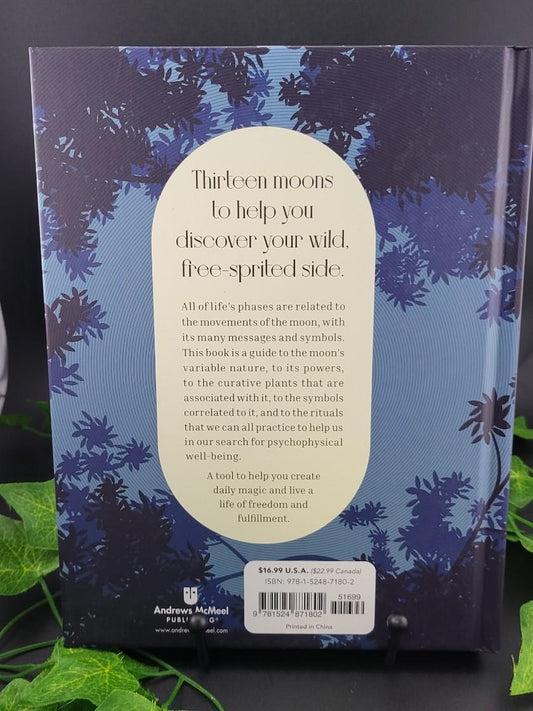 Thirteen moons
to help you
discover your wild,
free-sprited side.
All of life's phases are related to
the movements of the moon, with
its many messages and symbols.
This book is a guide to the moon's
variable nature, to its powers,
to the curative plants that are
associated with it, to the symbols
correlated to it, and to the rituals
that we can all practice to help us
in our search for psychophysical
well-being.
A tool to help you create
daily magic and live a
life of freedom and
fulfillment.
$16.99 U.S.A. ($22.99 Canada)
ISBN: 978-1-5248-7180-2
51699
9 781524 871802
Printed in China
Andrews McMeel
PUBLISHING®